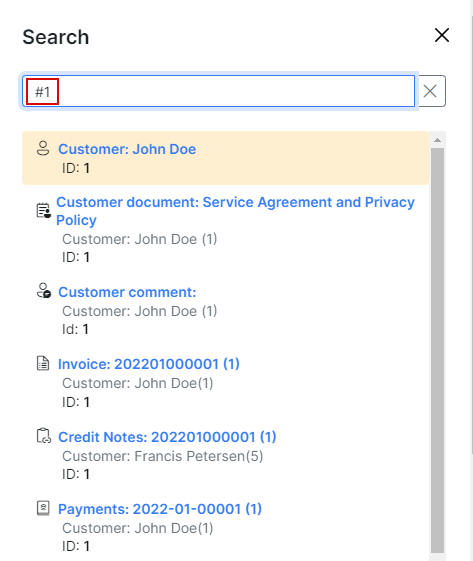 Search
#1
Customer: John Doe
ID: 1
Customer document: Service Agreement and Privacy
Policy
Customer: John Doe (1)
ID: 1
Customer comment:
Customer: John Doe (1)
Id: 1
Invoice: 202201000001 (1)
Customer: John Doe(1)
ID: 1
Credit Notes: 202201000001 (1)
Customer: Francis Petersen(5)
ID: 1
Payments: 2022-01-00001 (1)
Customer: John Doe(1)
ID: 1